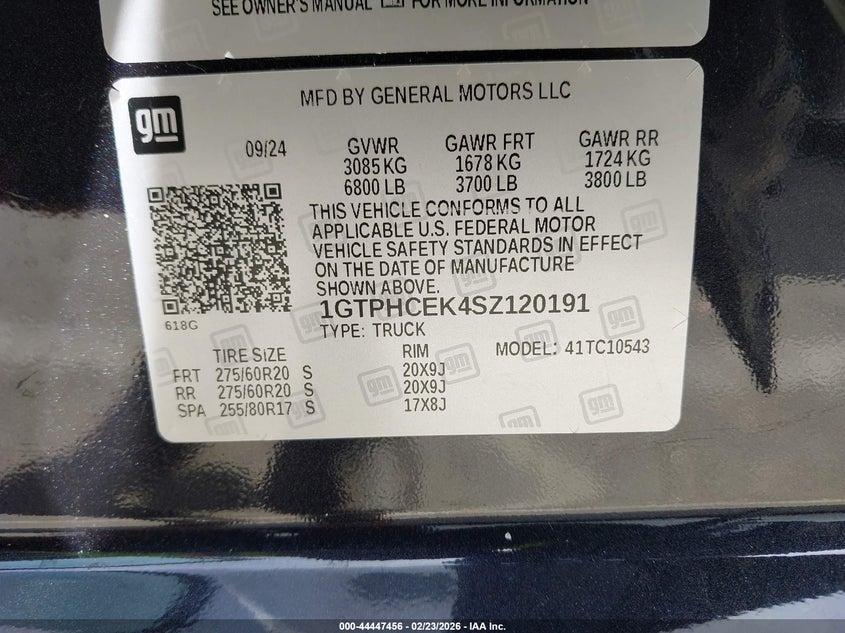 SEE OWNER'S MANUAL FOR MORE INFORMATION
gm
MFD BY GENERAL MOTORS LLC
09/24 GVWR GAWR FRT GAWR RR
3085 KG 1678 KG 1724 KG
6800 LB 3700 LB 3800 LB
THIS VEHICLE CONFORMS TO ALL
APPLICABLE U.S. FEDERAL MOTOR
VEHICLE SAFETY STANDARDS IN EFFECT
ON THE DATE OF MANUFACTURE
SHOWN ABOVE.
1GTPHCEK4SZ120191
618G
TYPE: TRUCK
TIRE SIZE RIM MODEL: 41TC10543
FRT 275/60R20 S 20X9J
RR 275/60R20 S 20X9J
SPA 255/80R17 S 17X8J
000-44447456 - 02/23/2026 - IAA Inc.